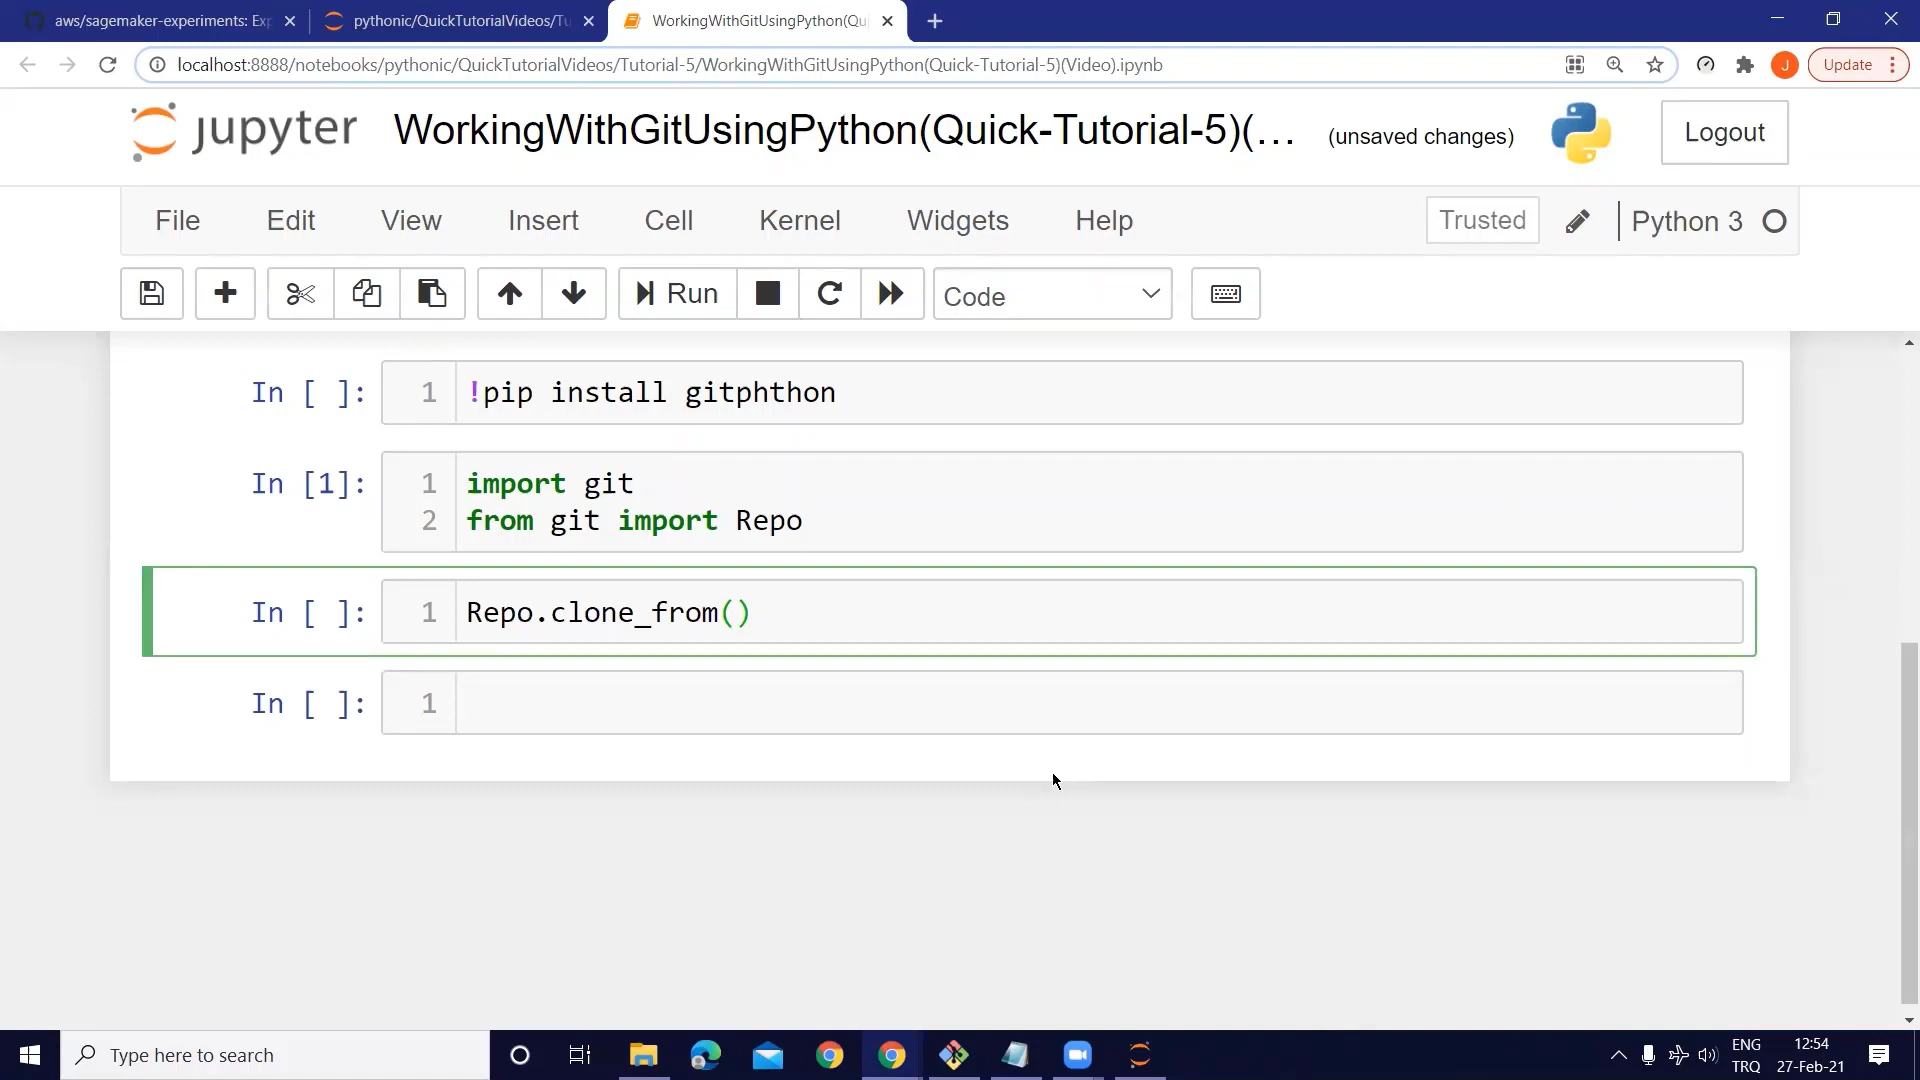 aws/sagemaker-experiments: Exp
pythonic/QuickTutorialVideos/Tu
WorkingWithGitUsingPython(Qui
localhost:8888/notebooks/pythonic/QuickTutorialVideos/Tutorial-5/WorkingWithGitUsingPython(Quick-Tutorial-5)(Video).ipynb
J
Update
jupyter
WorkingWithGitUsingPython(Quick-Tutorial-5)(...
(unsaved changes)
Logout
File Edit View Insert Cell Kernel Widgets Help
Trusted
Python 3
Run
Code
In [ ]: 1 !pip install gitphthon
In [1]: 1 import git
2 from git import Repo
In [ ]: 1 Repo.clone_from()
In [ ]: 1
Type here to search
ENG
TRQ
12:54
27-Feb-21